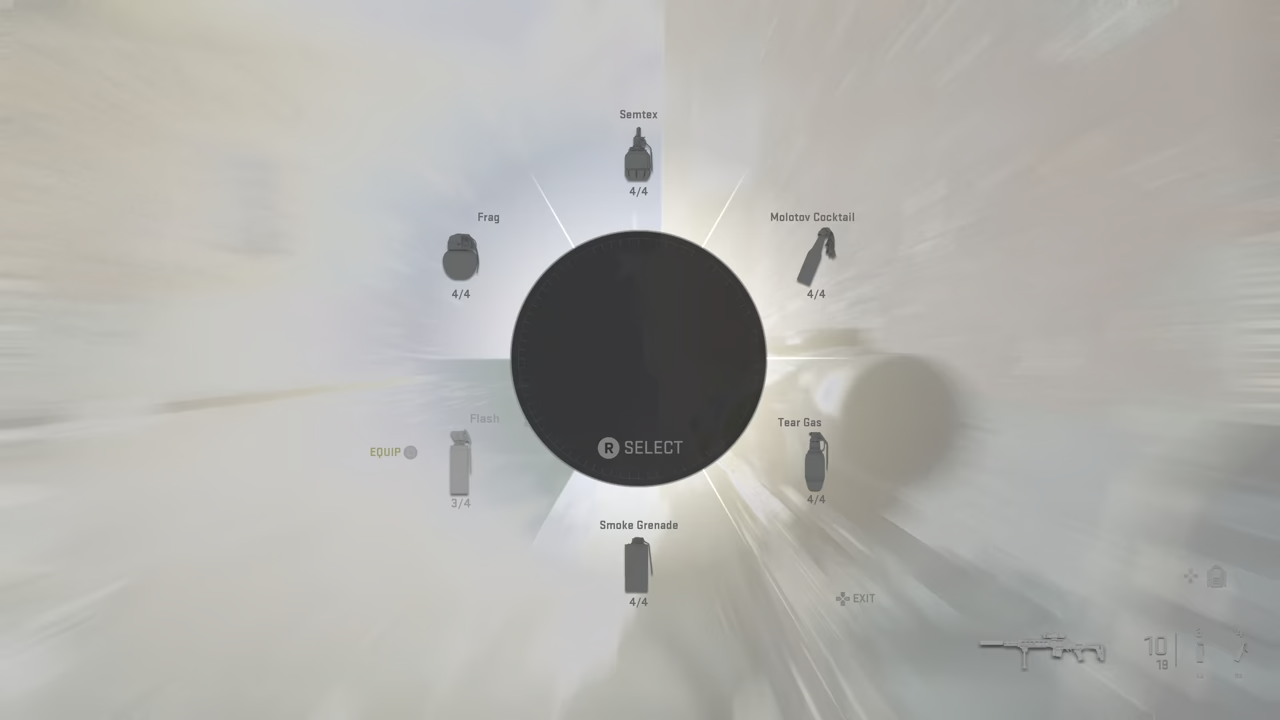 Semtex
4/4
Frag
4/4
Molotov Cocktail
4/4
Flash
EQUIP
3/4
Tear Gas
4/4
R SELECT
Smoke Grenade
4/4
EXIT
10
19